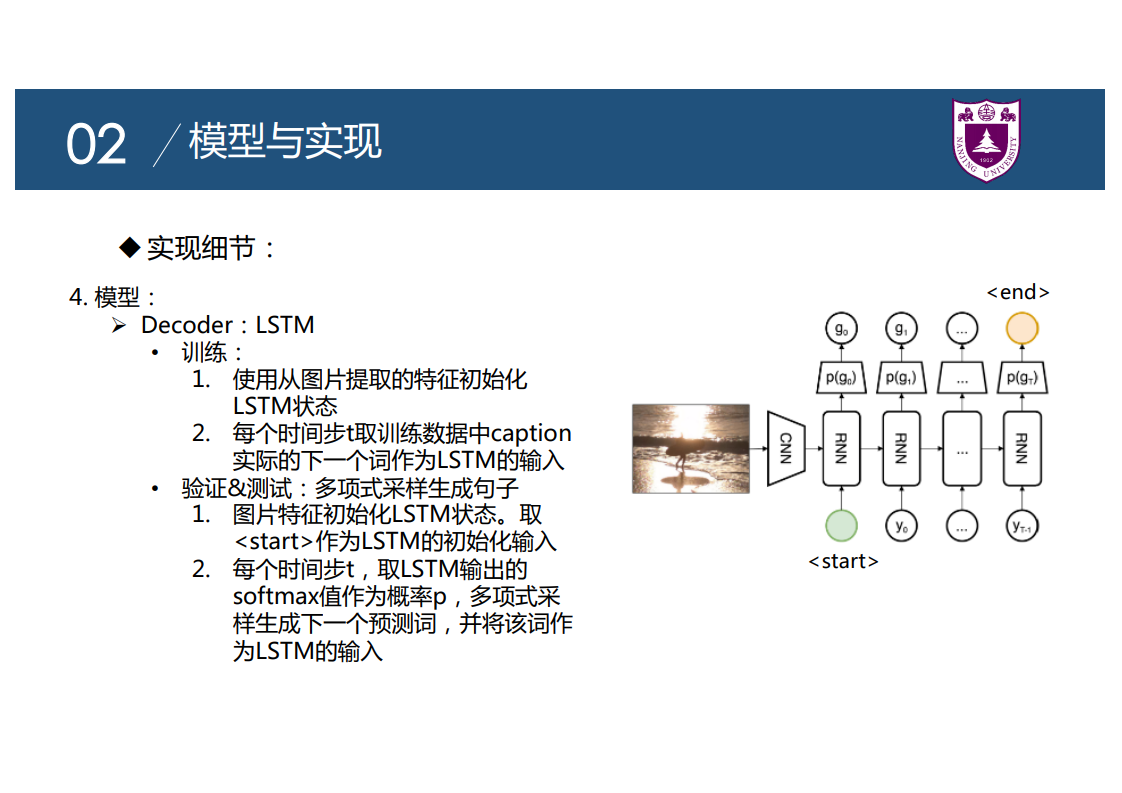 02 / 模型与实现
NANJING UNIVERSITY
1902
◆ 实现细节：
4. 模型：
➢ Decoder：LSTM
• 训练：
1. 使用从图片提取的特征初始化
LSTM状态
2. 每个时间步t取训练数据中caption
实际的下一个词作为LSTM的输入
• 验证&测试：多项式采样生成句子
1. 图片特征初始化LSTM状态。取
<start>作为LSTM的初始化输入
2. 每个时间步t，取LSTM输出的
softmax值作为概率p，多项式采
样生成下一个预测词，并将该词作
为LSTM的输入
<end>
g₀ g₁ ...
p(g₀) p(g₁) ... p(g_T)
CNN RNN RNN ... RNN
y₀ ... y_T-1
<start>